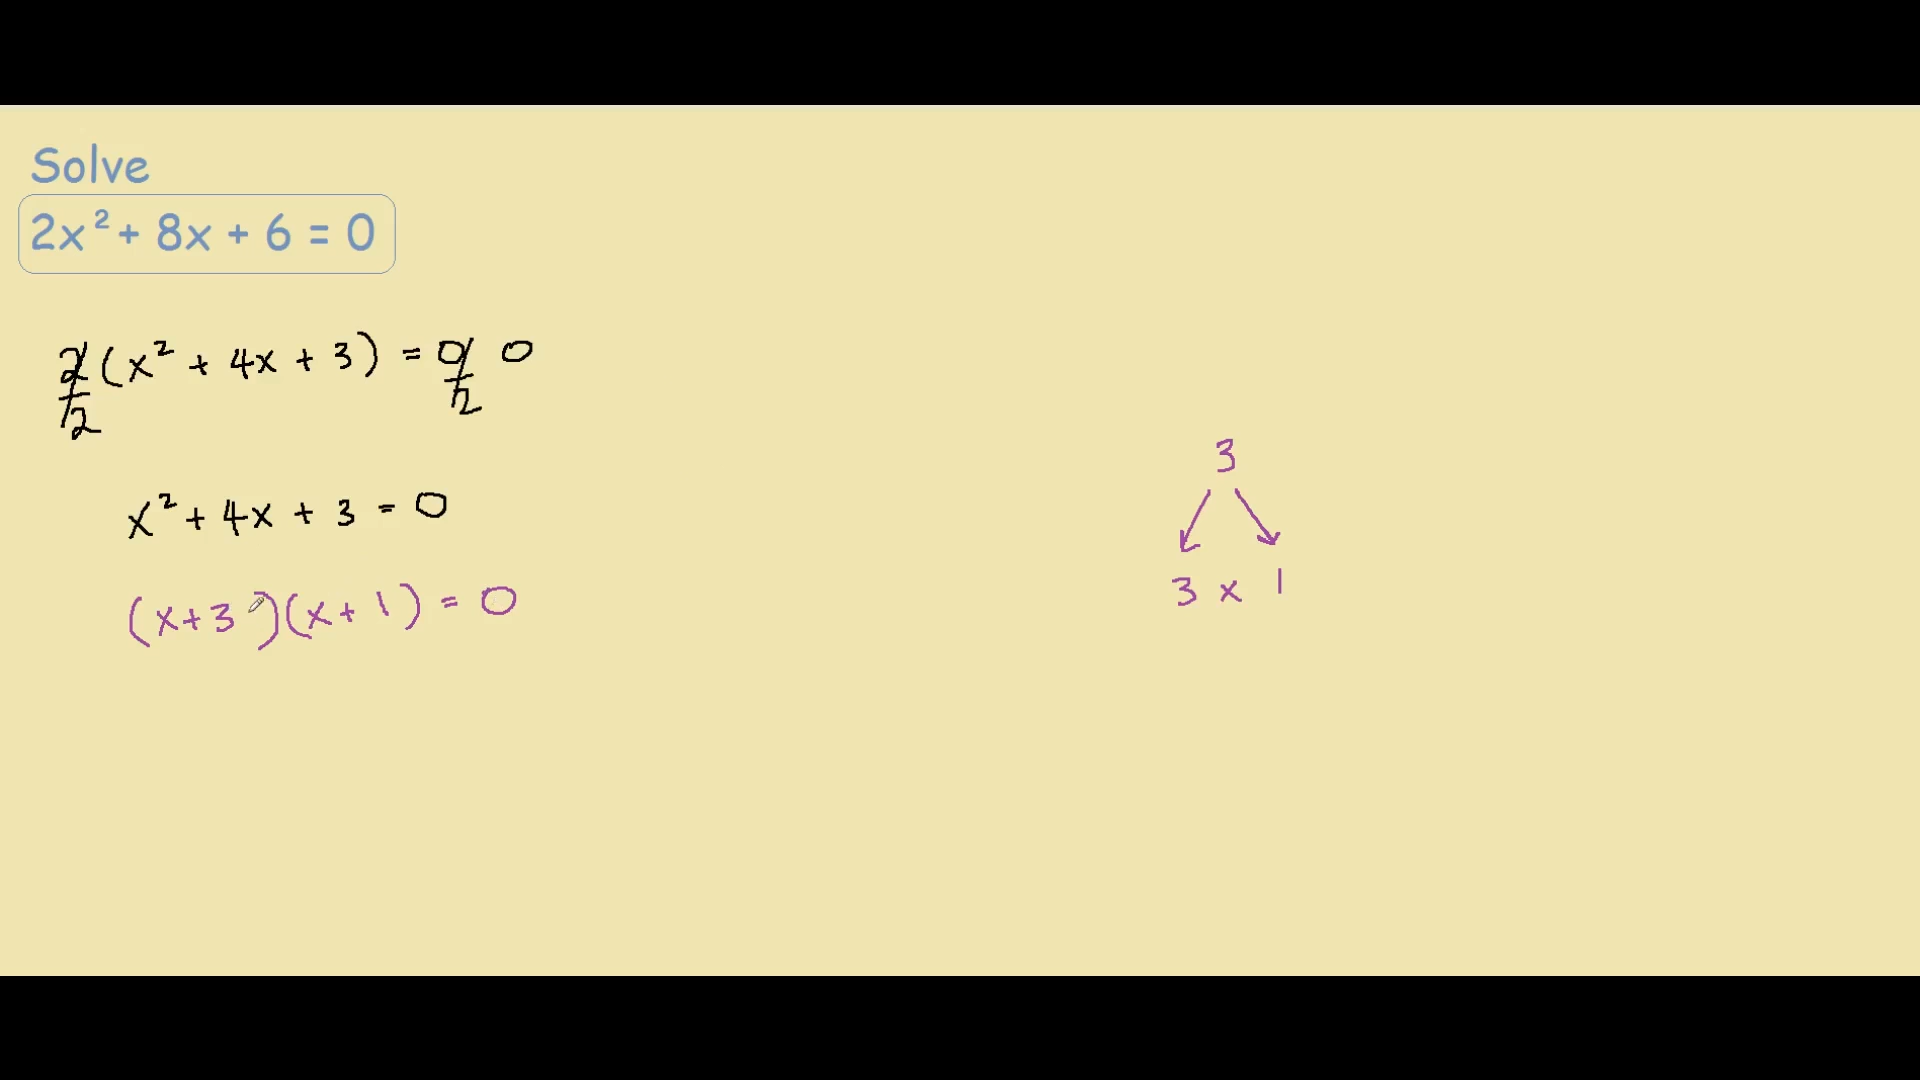 Solve
2x² + 8x + 6 = 0
2/2 (x² + 4x + 3) = 0/2 0
x² + 4x + 3 = 0
(x + 3)(x + 1) = 0
3
3 x 1